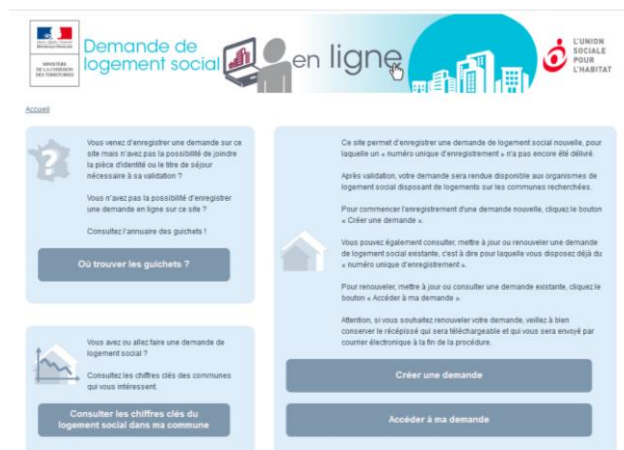 RÉPUBLIQUE FRANÇAISE
MINISTÈRE
DE LA COHÉSION
DES TERRITOIRES
Demande de
logement social
en ligne
L'UNION
SOCIALE
POUR
L'HABITAT
Accueil
Vous venez d'enregistrer une demande sur ce
site mais n'avez pas la possibilité de joindre
la pièce d'identité ou le titre de séjour
nécessaire à sa validation ?
Vous n'avez pas la possibilité d'enregistrer
une demande en ligne sur ce site ?
Consultez l'annuaire des guichets !
Où trouver les guichets ?
Vous avez ou allez faire une demande de
logement social ?
Consultez les chiffres clés des communes
qui vous intéressent.
Consulter les chiffres clés du
logement social dans ma commune
Ce site permet d'enregistrer une demande de logement social nouvelle, pour
laquelle un « numéro unique d'enregistrement » n'a pas encore été délivré.
Après validation, votre demande sera rendue disponible aux organismes de
logement social disposant de logements sur les communes recherchées.
Pour commencer l'enregistrement d'une demande nouvelle, cliquez le bouton
« Créer une demande ».
Vous pouvez également consulter, mettre à jour ou renouveler une demande
de logement social existante, c'est à dire pour laquelle vous disposez déjà du
« numéro unique d'enregistrement ».
Pour renouveler, mettre à jour ou consulter une demande existante, cliquez le
bouton « Accéder à ma demande ».
Attention, si vous souhaitez renouveler votre demande, veillez à bien
conserver le récépissé qui sera téléchargeable et qui vous sera envoyé par
courrier électronique à la fin de la procédure.
Créer une demande
Accéder à ma demande